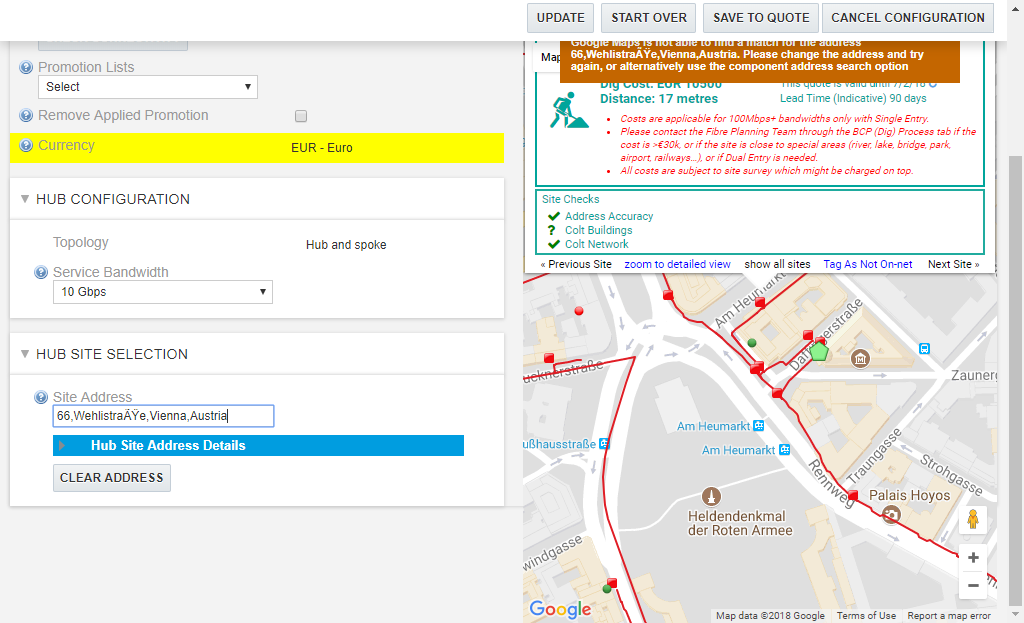 UPDATE
START OVER
SAVE TO QUOTE
CANCEL CONFIGURATION
Promotion Lists
Select
Remove Applied Promotion
Currency
EUR - Euro
HUB CONFIGURATION
Topology
Hub and spoke
Service Bandwidth
10 Gbps
HUB SITE SELECTION
Site Address
66,WehlistraÃŸe,Vienna,Austria
Hub Site Address Details
CLEAR ADDRESS
Map
Google Maps is not able to find a match for the address
66,WehlistraÃŸe,Vienna,Austria. Please change the address and try
again, or alternatively use the component address search option
Dig Cost: EUR 10500
This quote is valid until 7/2/18
Distance: 17 metres
Lead Time (Indicative) 90 days
Costs are applicable for 100Mbps+ bandwidths only with Single Entry.
Please contact the Fibre Planning Team through the BCP (Dig) Process tab if the
cost is >€30k, or if the site is close to special areas (river, lake, bridge, park,
airport, railways...), or if Dual Entry is needed.
All costs are subject to site survey which might be charged on top.
Site Checks
Address Accuracy
? Colt Buildings
Colt Network
« Previous Site
zoom to detailed view
show all sites
Tag As Not On-net
Next Site »
Am Heumarkt
ucknerstraße
Zauner
Am Heumarkt
ußhausstraße
Am Heumarkt
Traungasse
Strohgasse
Rennweg
Palais Hoyos
Heldendenkmal
der Roten Armee
windgasse
+
−
Google
Map data ©2018 Google
Terms of Use
Report a map error